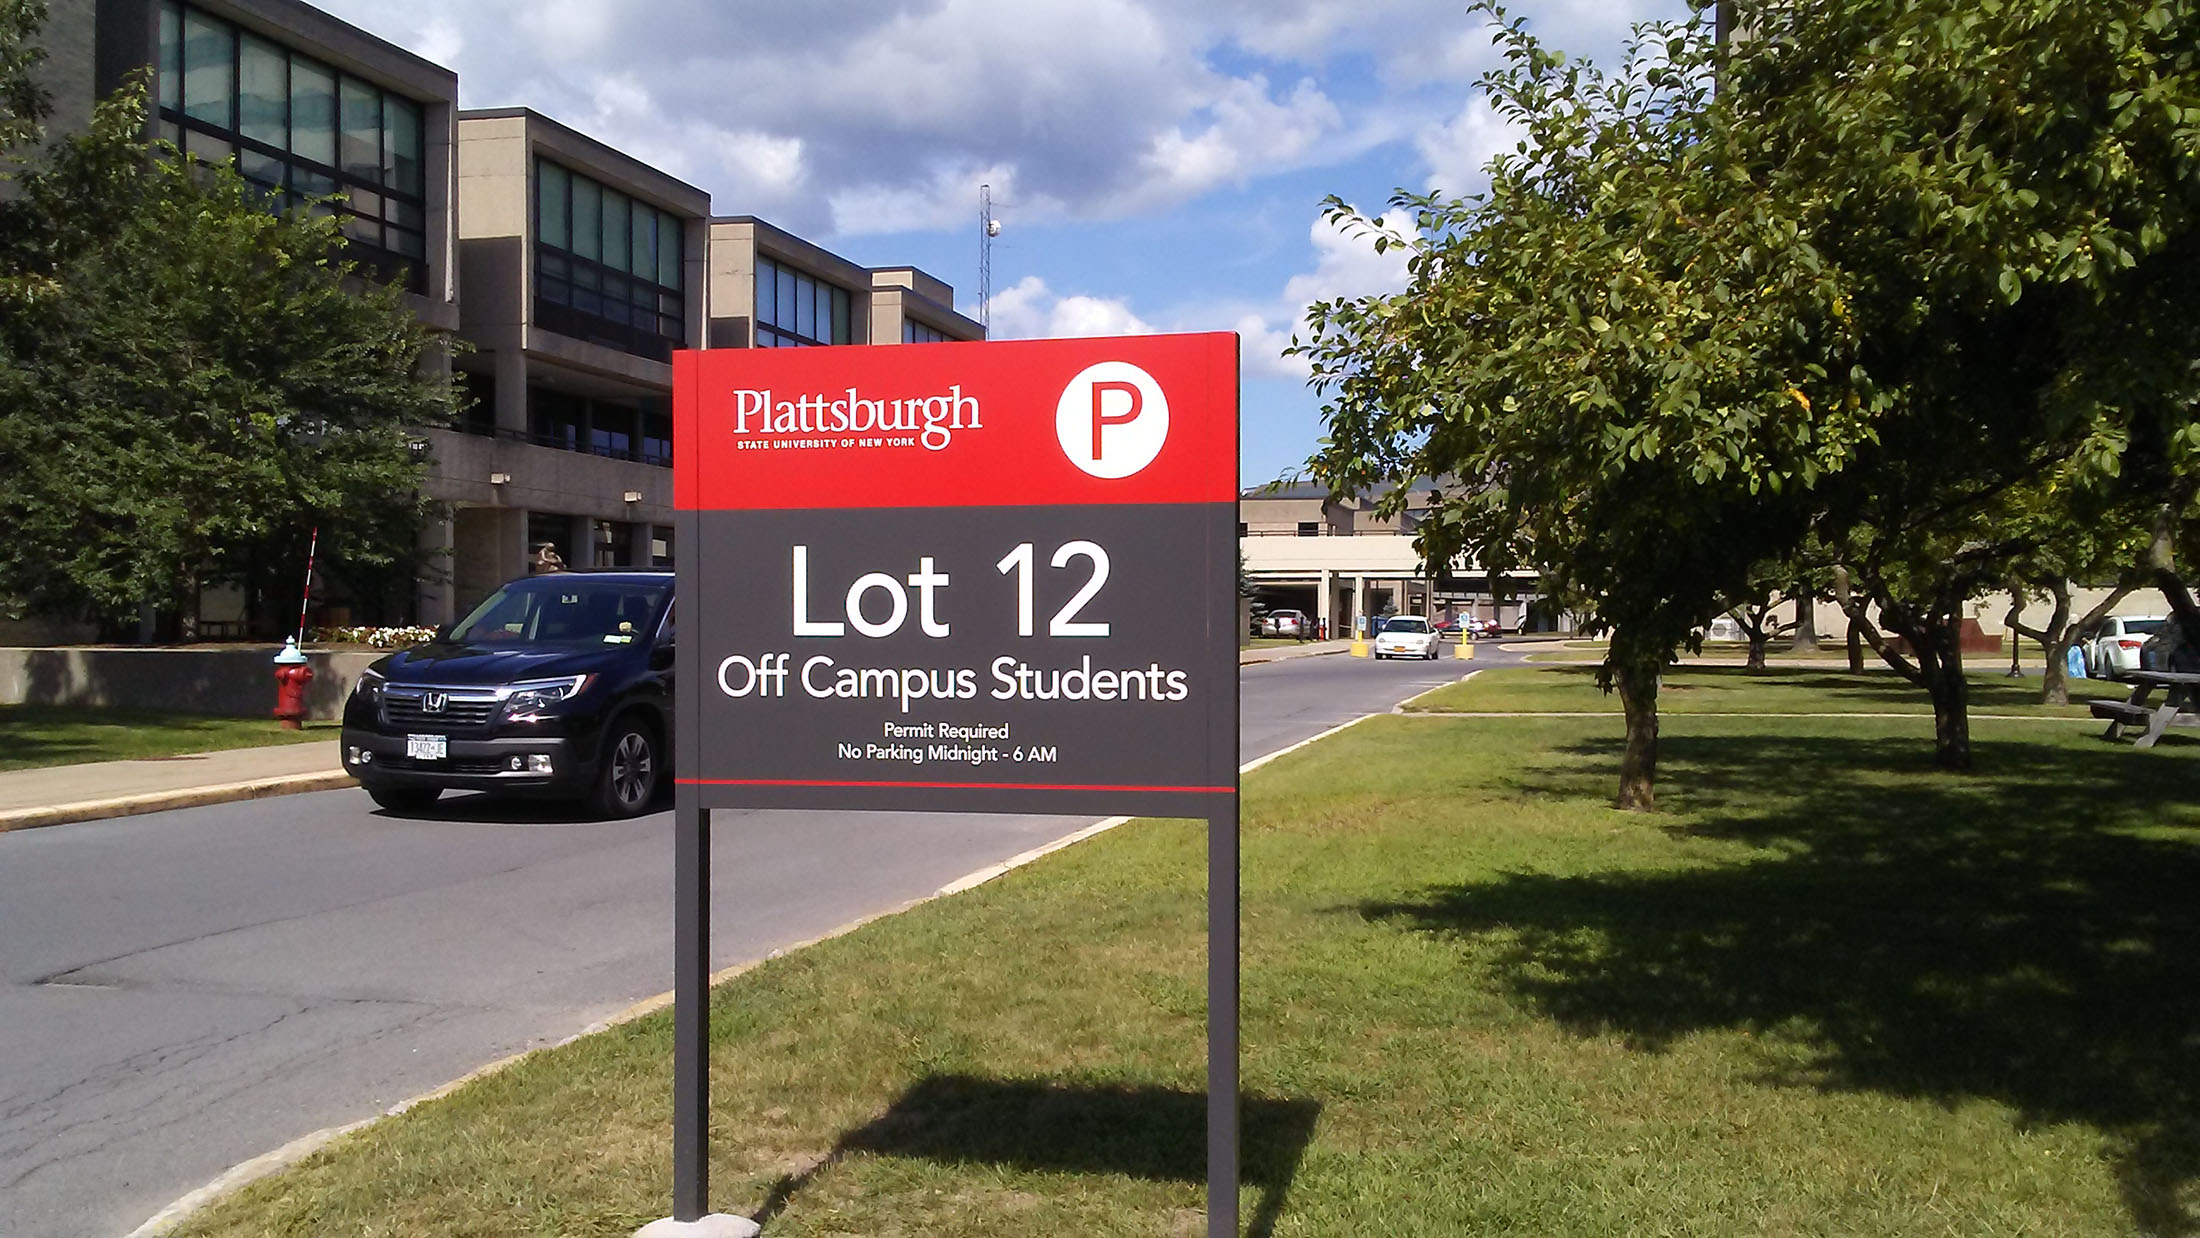 Plattsburgh
STATE UNIVERSITY OF NEW YORK
P
Lot 12
Off Campus Students
Permit Required
No Parking Midnight - 6 AM